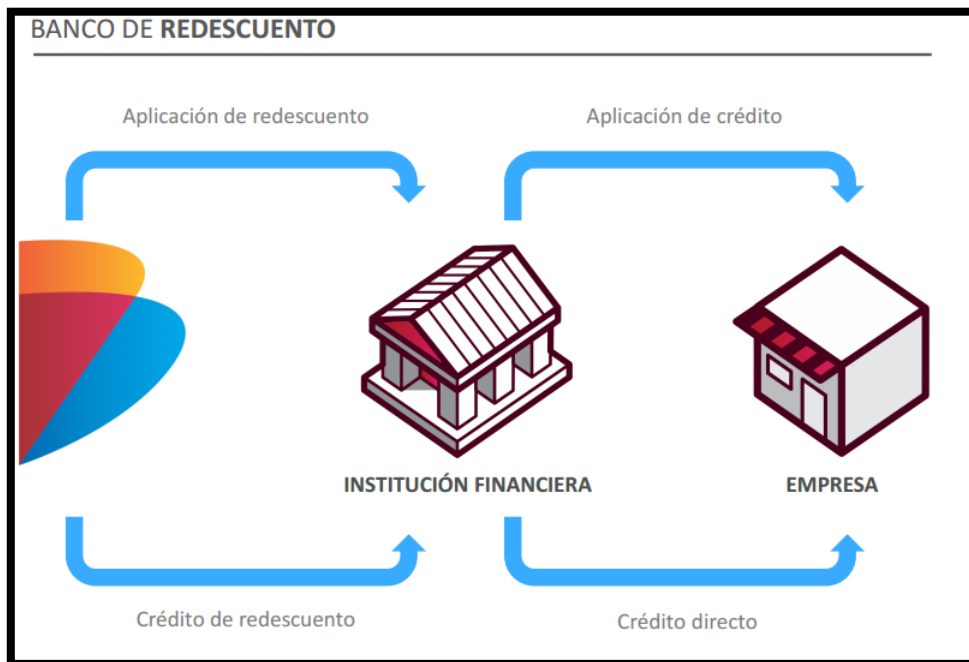 BANCO DE REDESCUENTO
Aplicación de redescuento
Aplicación de crédito
INSTITUCIÓN FINANCIERA
EMPRESA
Crédito de redescuento
Crédito directo